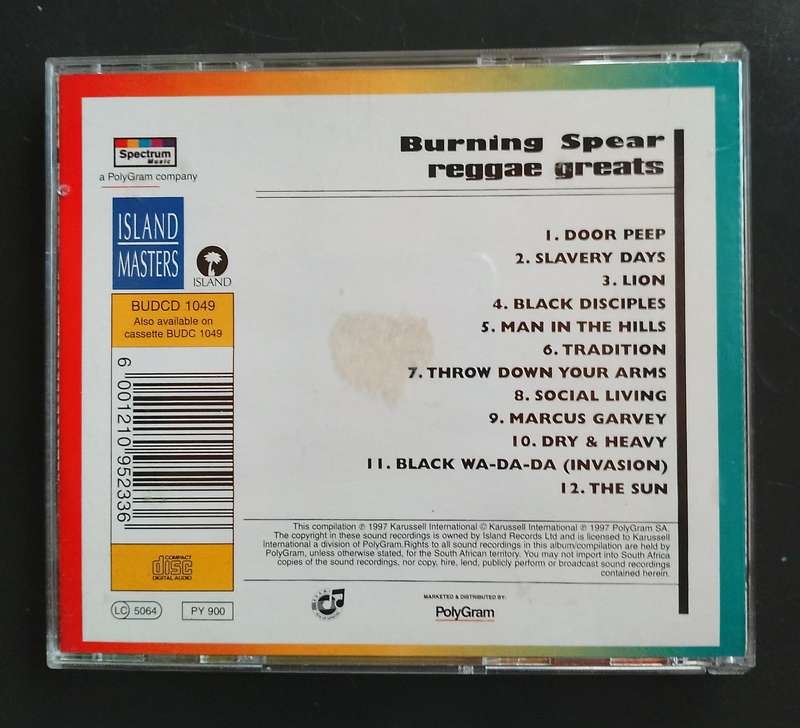 Spectrum
Music
a PolyGram company
ISLAND
MASTERS
ISLAND
BUDCD 1049
Also available on
cassette BUDC 1049
6 001210 952336
COMPACT
disc
DIGITAL AUDIO
LC 5064
PY 900
Burning Spear
reggae greats
1. DOOR PEEP
2. SLAVERY DAYS
3. LION
4. BLACK DISCIPLES
5. MAN IN THE HILLS
6. TRADITION
7. THROW DOWN YOUR ARMS
8. SOCIAL LIVING
9. MARCUS GARVEY
10. DRY & HEAVY
11. BLACK WA-DA-DA (INVASION)
12. THE SUN
This compilation ℗ 1997 Karussell International © Karussell International ℗ 1997 PolyGram SA.
The copyright in these sound recordings is owned by Island Records Ltd and is licensed to Karussell
International a division of PolyGram.Rights to all sound recordings in this album/compilation are held by
PolyGram, unless otherwise stated, for the South African territory. You may not import into South Africa
copies of the sound recordings, nor copy, hire, lend, publicly perform or broadcast sound recordings
contained herein.
MARKETED & DISTRIBUTED BY:
PolyGram